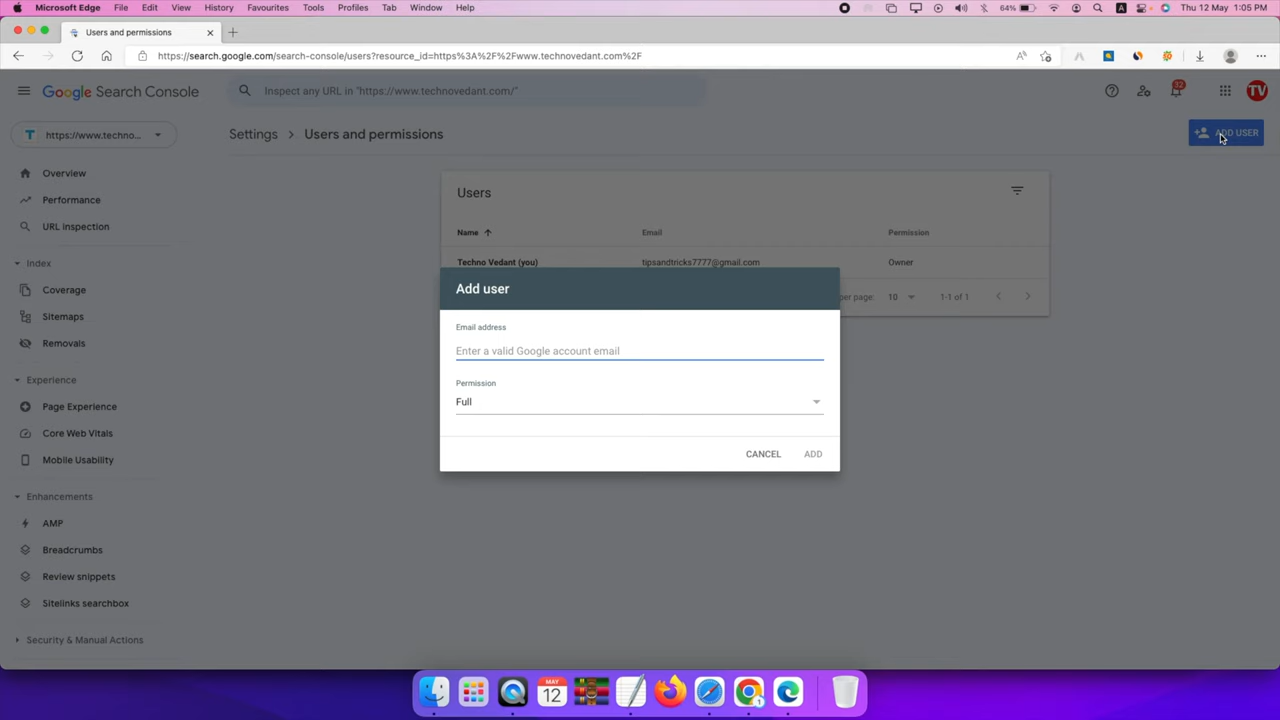 Microsoft Edge File Edit View History Favourites Tools Profiles Tab Window Help 64% A Thu 12 May 1:05 PM
Users and permissions
https://search.google.com/search-console/users?resource_id=https%3A%2F%2Fwww.technovedant.com%2F
Google Search Console Inspect any URL in "https://www.technovedant.com/" TV
T https://www.techno... Settings Users and permissions ADD USER
Overview
Performance
URL inspection
Index
Coverage
Sitemaps
Removals
Experience
Page Experience
Core Web Vitals
Mobile Usability
Enhancements
AMP
Breadcrumbs
Review snippets
Sitelinks searchbox
Security & Manual Actions
Users
Name Email Permission
Techno Vedant (you) tipsandtricks7777@gmail.com Owner
per page: 10 1-1 of 1
Add user
Email address
Enter a valid Google account email
Permission
Full
CANCEL ADD
MAY
12